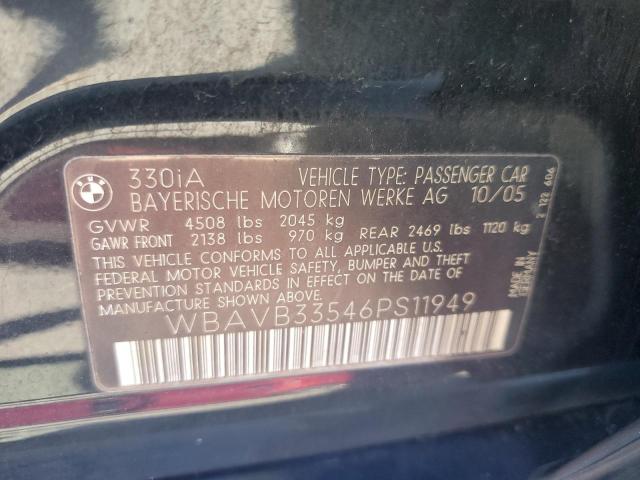 BMW
330iA VEHICLE TYPE: PASSENGER CAR
BAYERISCHE MOTOREN WERKE AG 10/05
GVWR 4508 lbs 2045 kg
GAWR FRONT 2138 lbs 970 kg REAR 2469 lbs 1120 kg
THIS VEHICLE CONFORMS TO ALL APPLICABLE U.S.
FEDERAL MOTOR VEHICLE SAFETY, BUMPER AND THEFT
PREVENTION STANDARDS IN EFFECT ON THE DATE OF
MANUFACTURE SHOWN ABOVE.
WBAVB33546PS11949
MADE IN
GERMANY